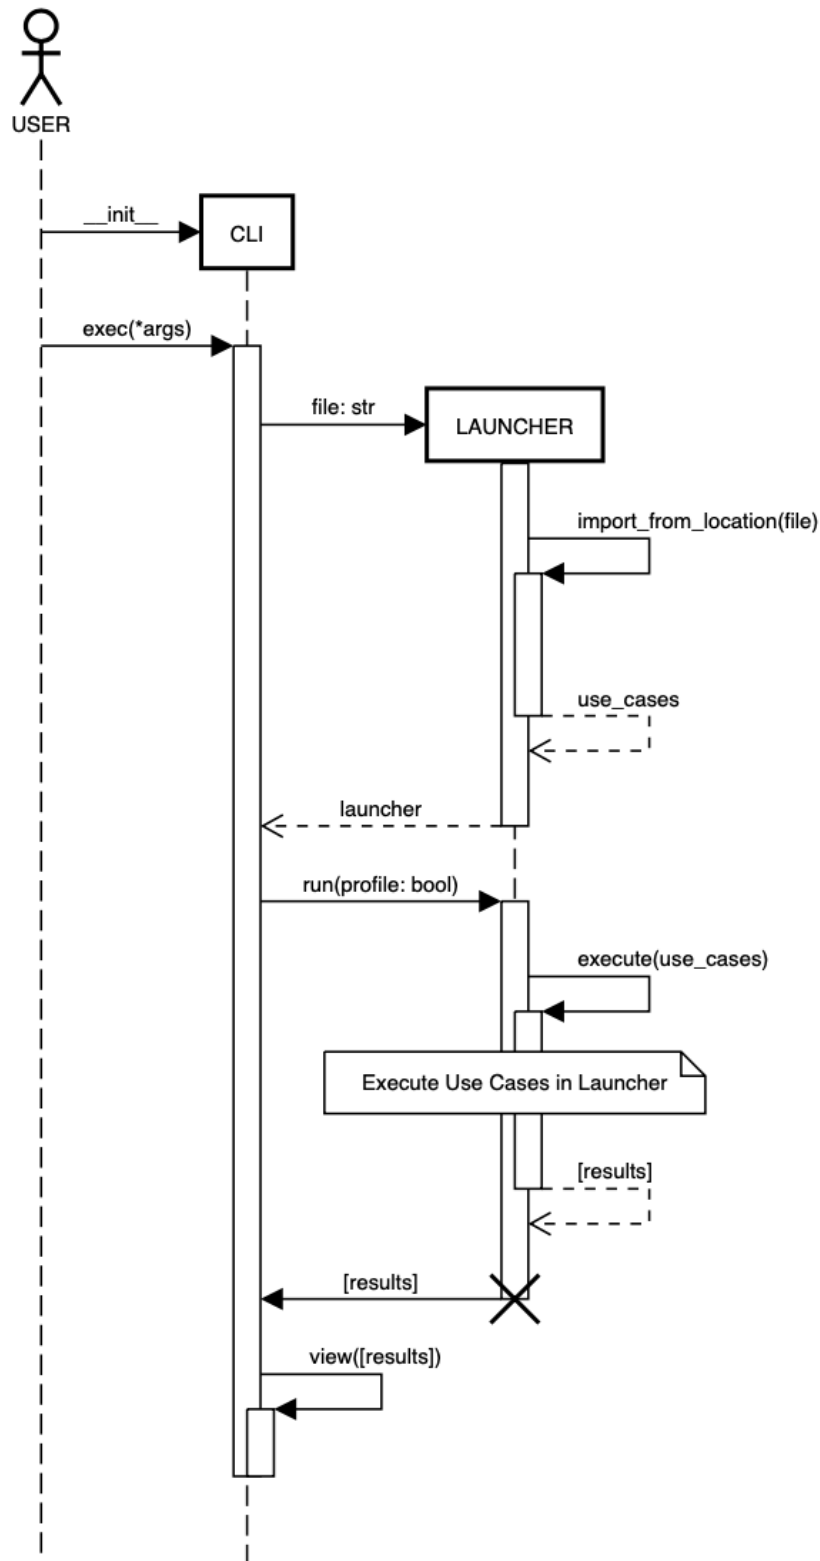 USER
__init__
CLI
exec(*args)
file: str
LAUNCHER
import_from_location(file)
use_cases
launcher
run(profile: bool)
execute(use_cases)
Execute Use Cases in Launcher
[results]
[results]
view([results])